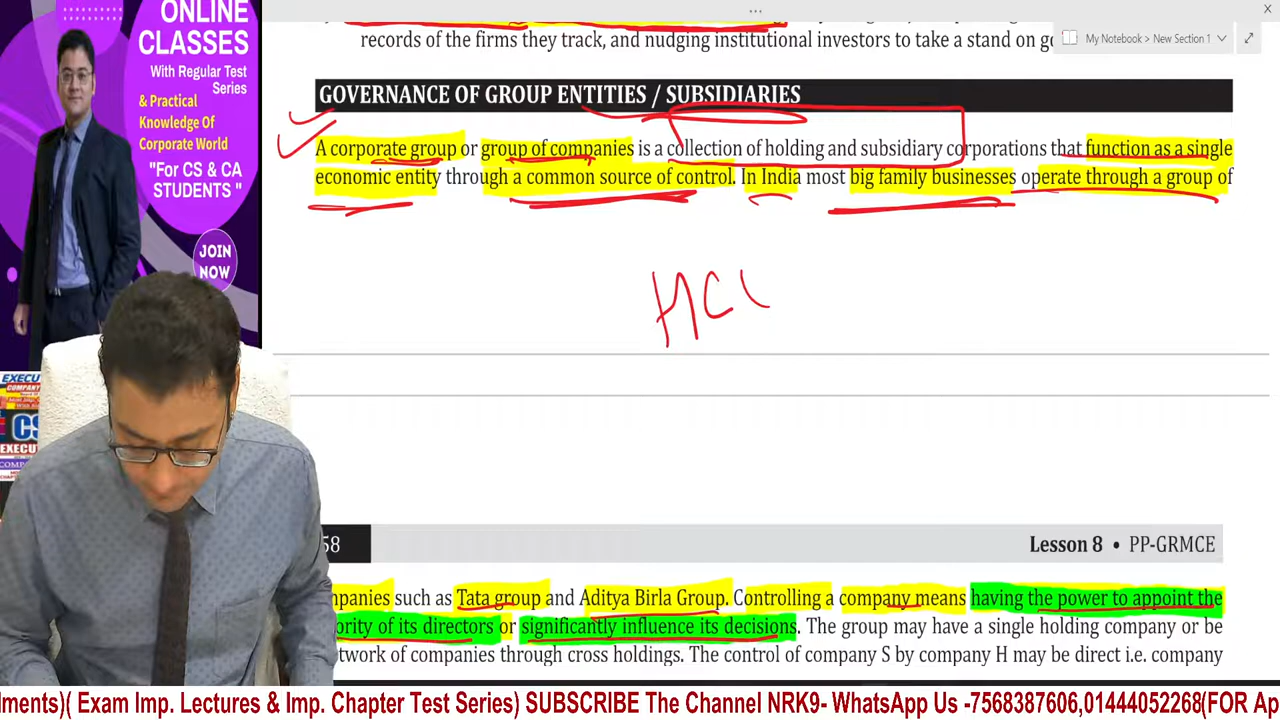 ONLINE
CLASSES
With Regular Test
Series
& Practical
Knowledge Of
Corporate World
"For CS & CA
STUDENTS "
JOIN
NOW
EXECU
COMPANY
CS
EXECU
COMP
...
X
My Notebook > New Section 1
records of the firms they track, and nudging institutional investors to take a stand on go
GOVERNANCE OF GROUP ENTITIES / SUBSIDIARIES
A corporate group or group of companies is a collection of holding and subsidiary corporations that function as a single
economic entity through a common source of control. In India most big family businesses operate through a group of
HC
58
Lesson 8 • PP-GRMCE
mpanies such as Tata group and Aditya Birla Group. Controlling a company means having the power to appoint the
ority of its directors or significantly influence its decisions. The group may have a single holding company or be
twork of companies through cross holdings. The control of company S by company H may be direct i.e. company
lments)( Exam Imp. Lectures & Imp. Chapter Test Series) SUBSCRIBE The Channel NRK9- WhatsApp Us -7568387606,01444052268(FOR Ap